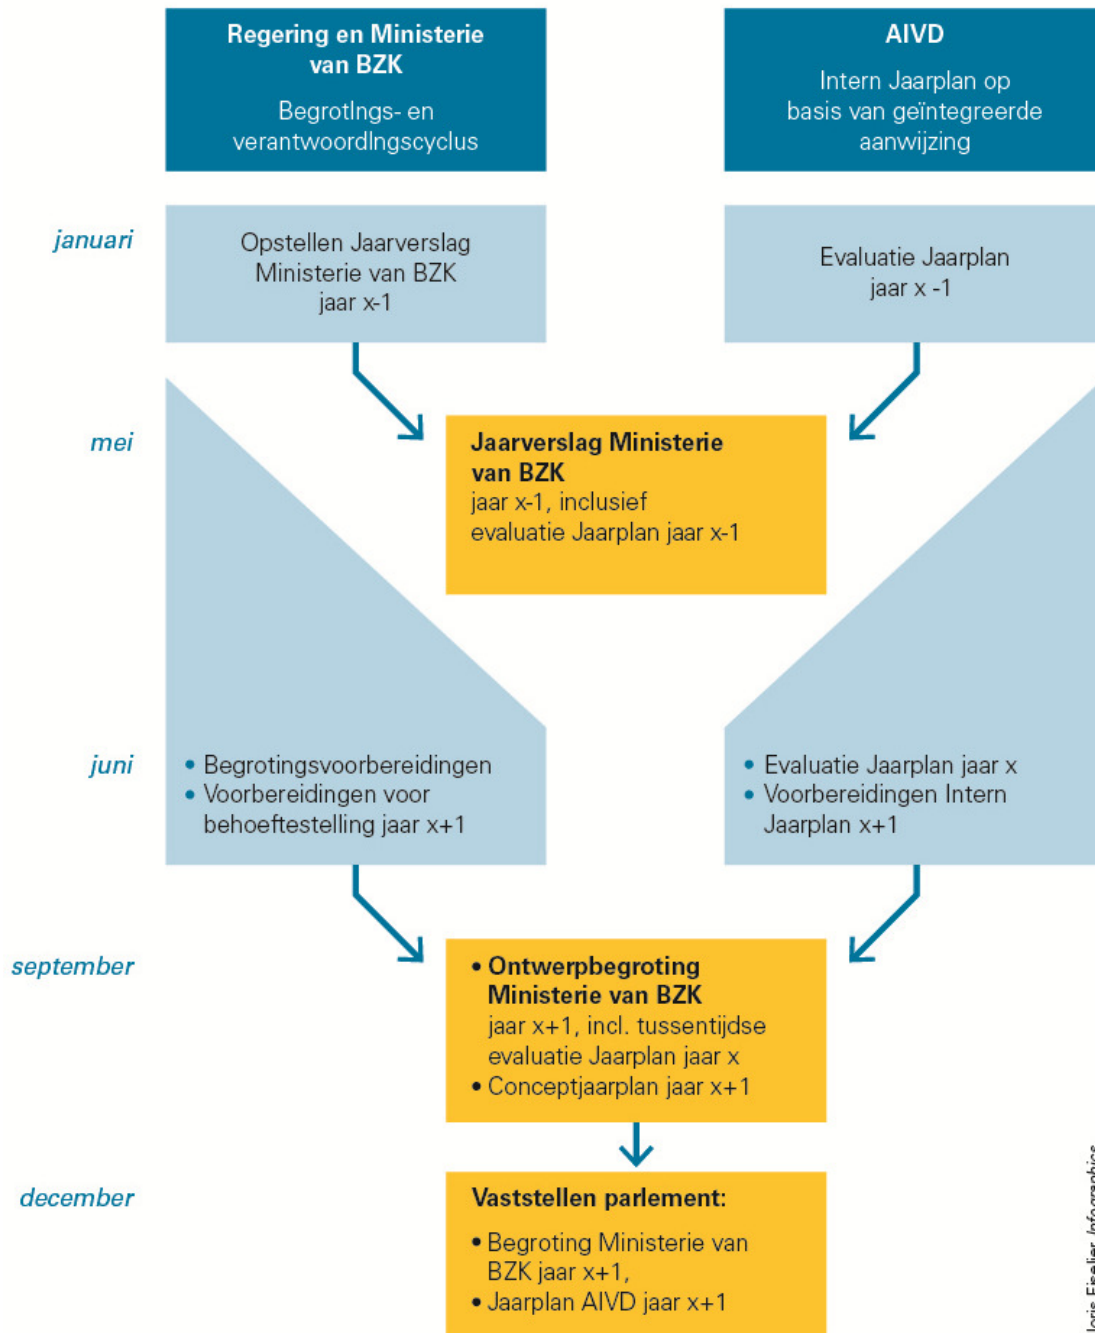 Regering en Ministerie
van BZK
Begrotings- en
verantwoordingscyclus
AIVD
Intern Jaarplan op
basis van geïntegreerde
aanwijzing
januari
Opstellen Jaarverslag
Ministerie van BZK
jaar x-1
Evaluatie Jaarplan
jaar x -1
mei
Jaarverslag Ministerie
van BZK
jaar x-1, inclusief
evaluatie Jaarplan jaar x-1
juni
• Begrotingsvoorbereidingen
• Voorbereidingen voor
behoeftestelling jaar x+1
• Evaluatie Jaarplan jaar x
• Voorbereidingen Intern
Jaarplan x+1
september
• Ontwerpbegroting
Ministerie van BZK
jaar x+1, incl. tussentijdse
evaluatie Jaarplan jaar x
• Conceptjaarplan jaar x+1
december
Vaststellen parlement:
• Begroting Ministerie van
BZK jaar x+1,
• Jaarplan AIVD jaar x+1
Joris Fiselier Infographics